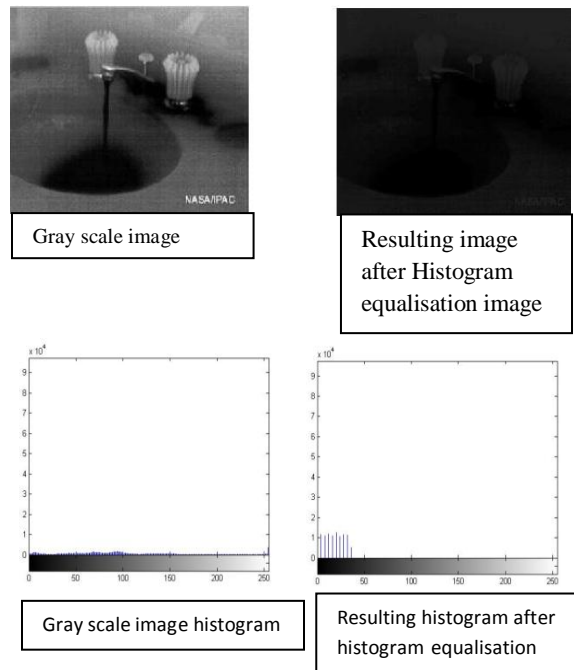 NASA/IPAC
Gray scale image
Resulting image
after Histogram
equalisation image
x 10⁴
9
8
7
6
5
4
3
2
1
0
0 50 100 150 200 250
Gray scale image histogram
x 10⁴
9
8
7
6
5
4
3
2
1
0
0 50 100 150 200 250
Resulting histogram after
histogram equalisation